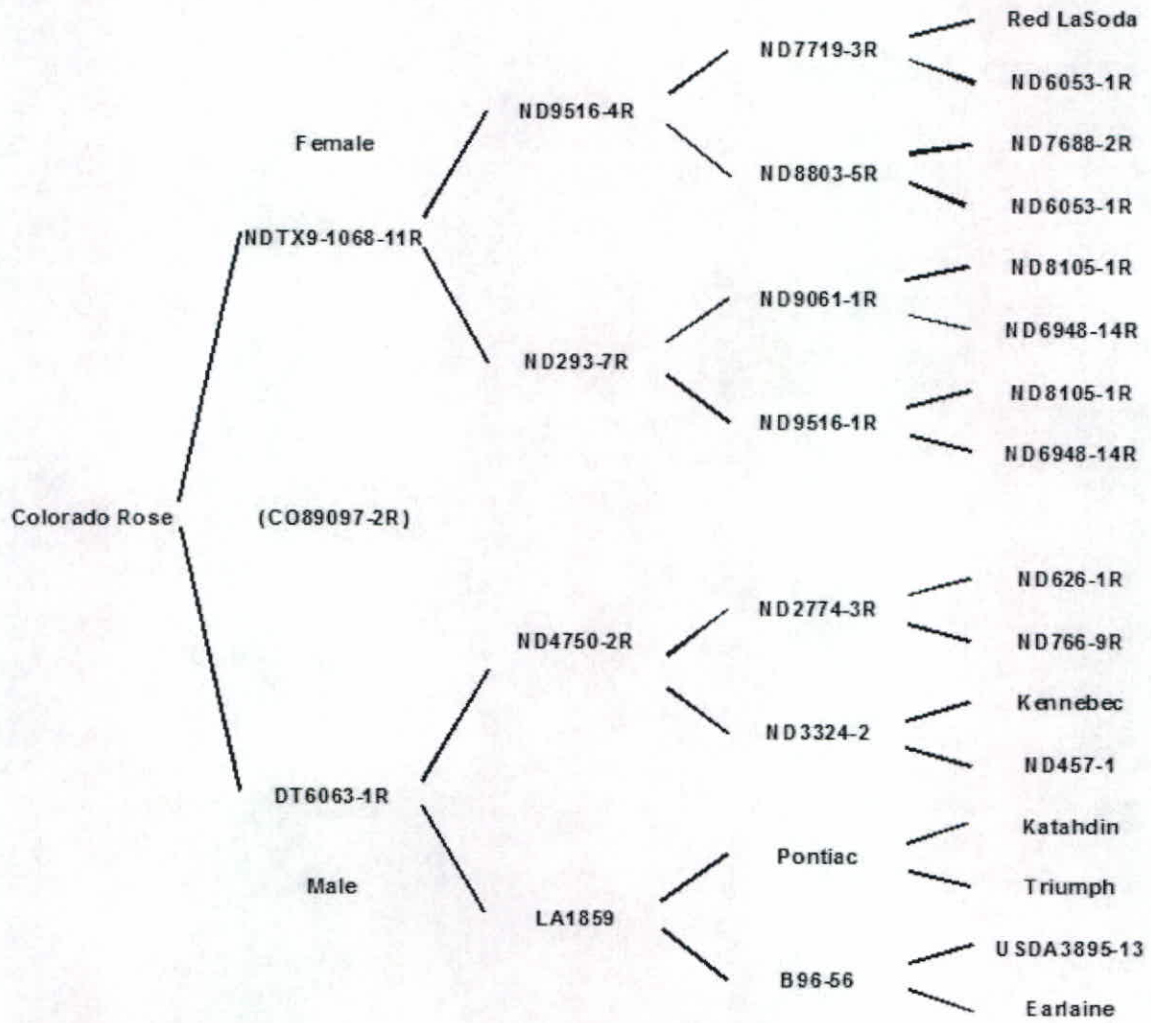 Red LaSoda
ND7719-3R
ND6053-1R
ND9516-4R
Female
ND7688-2R
ND8803-5R
ND6053-1R
NDTX9-1068-11R
ND8105-1R
ND9061-1R
ND6948-14R
ND293-7R
ND8105-1R
ND9516-1R
ND6948-14R
Colorado Rose (CO89097-2R)
ND626-1R
ND2774-3R
ND766-9R
ND4750-2R
Kennebec
ND3324-2
ND457-1
DT6063-1R
Katahdin
Pontiac
Male
Triumph
LA1859
USDA3895-13
B96-56
Earlaine